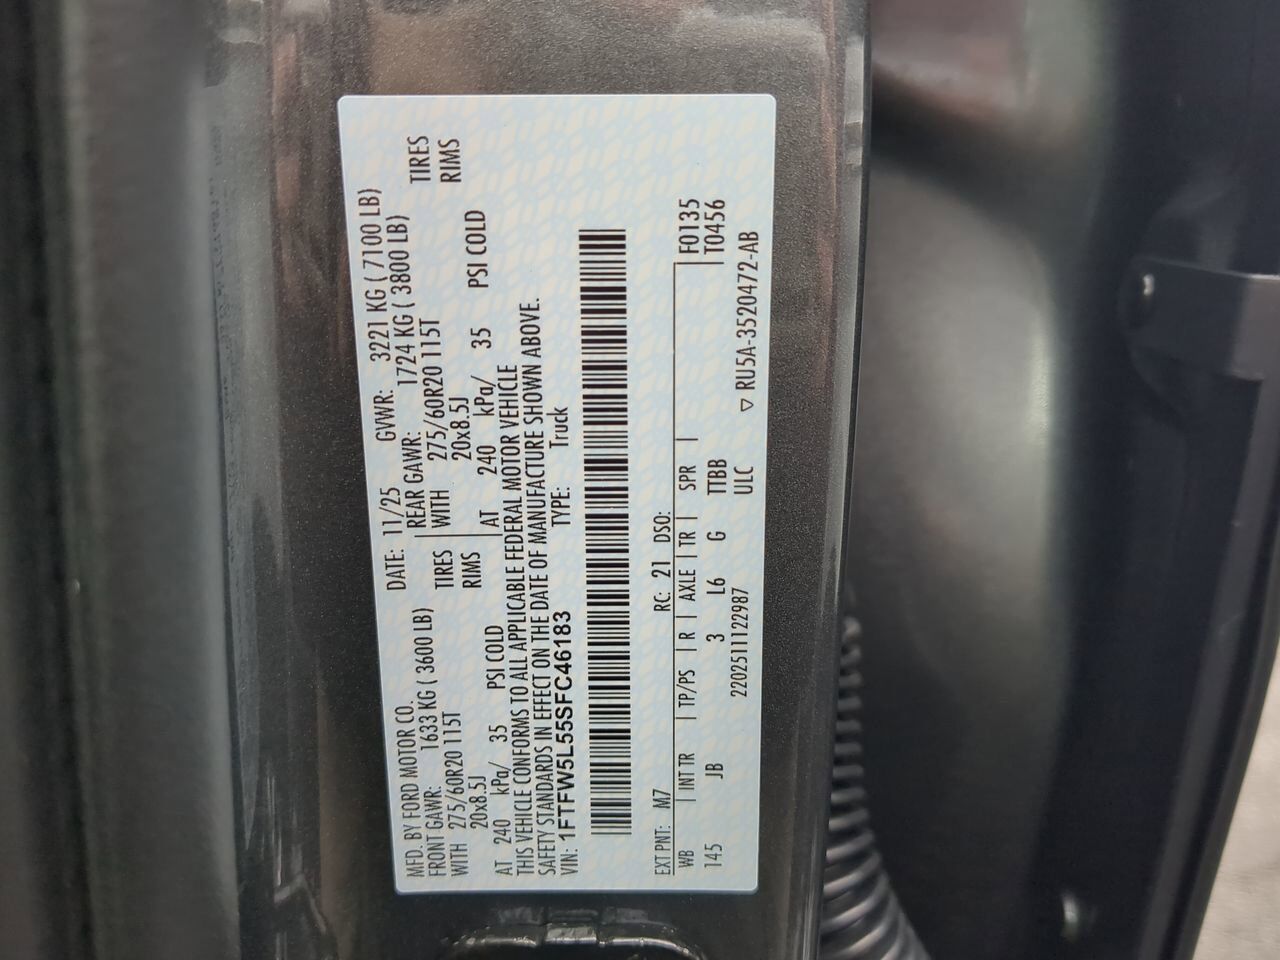 MFD. BY FORD MOTOR CO. DATE: 11/25 GVWR: 3221 KG ( 7100 LB)
FRONT GAWR: 1633 KG ( 3600 LB) REAR GAWR: 1724 KG ( 3800 LB)
WITH 275/60R20 115T TIRES WITH 275/60R20 115T TIRES
20x8.5J RIMS 20x8.5J RIMS
AT 240 kPa/ 35 PSI COLD AT 240 kPa/ 35 PSI COLD
THIS VEHICLE CONFORMS TO ALL APPLICABLE FEDERAL MOTOR VEHICLE
SAFETY STANDARDS IN EFFECT ON THE DATE OF MANUFACTURE SHOWN ABOVE.
VIN: 1FTFW5L55SFC46183 TYPE: Truck
EXT PNT: M7 RC: 21 DSO:
WB INT TR TP/PS R AXLE TR SPR F0135
145 JB 3 L6 G TTBB T0456
2202511122987 ULC ▽ RU5A-3520472-AB